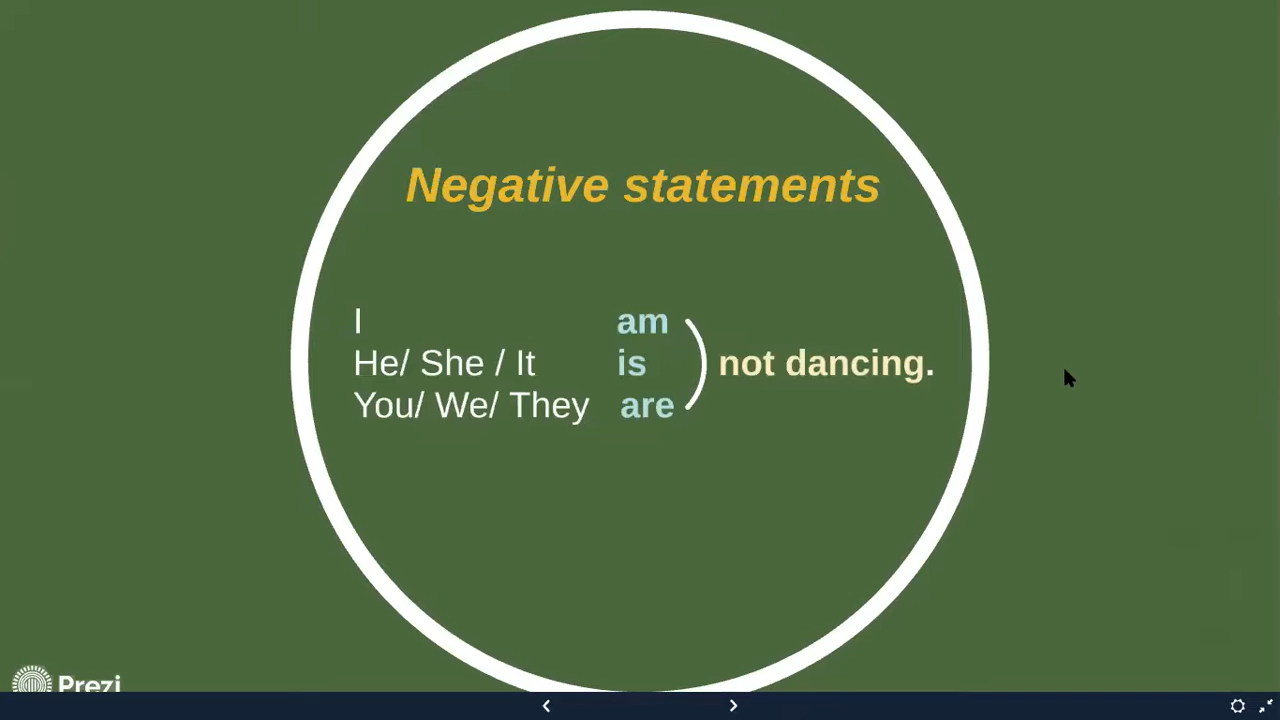 Negative statements
I am
He/ She / It is not dancing.
You/ We/ They are
Prezi